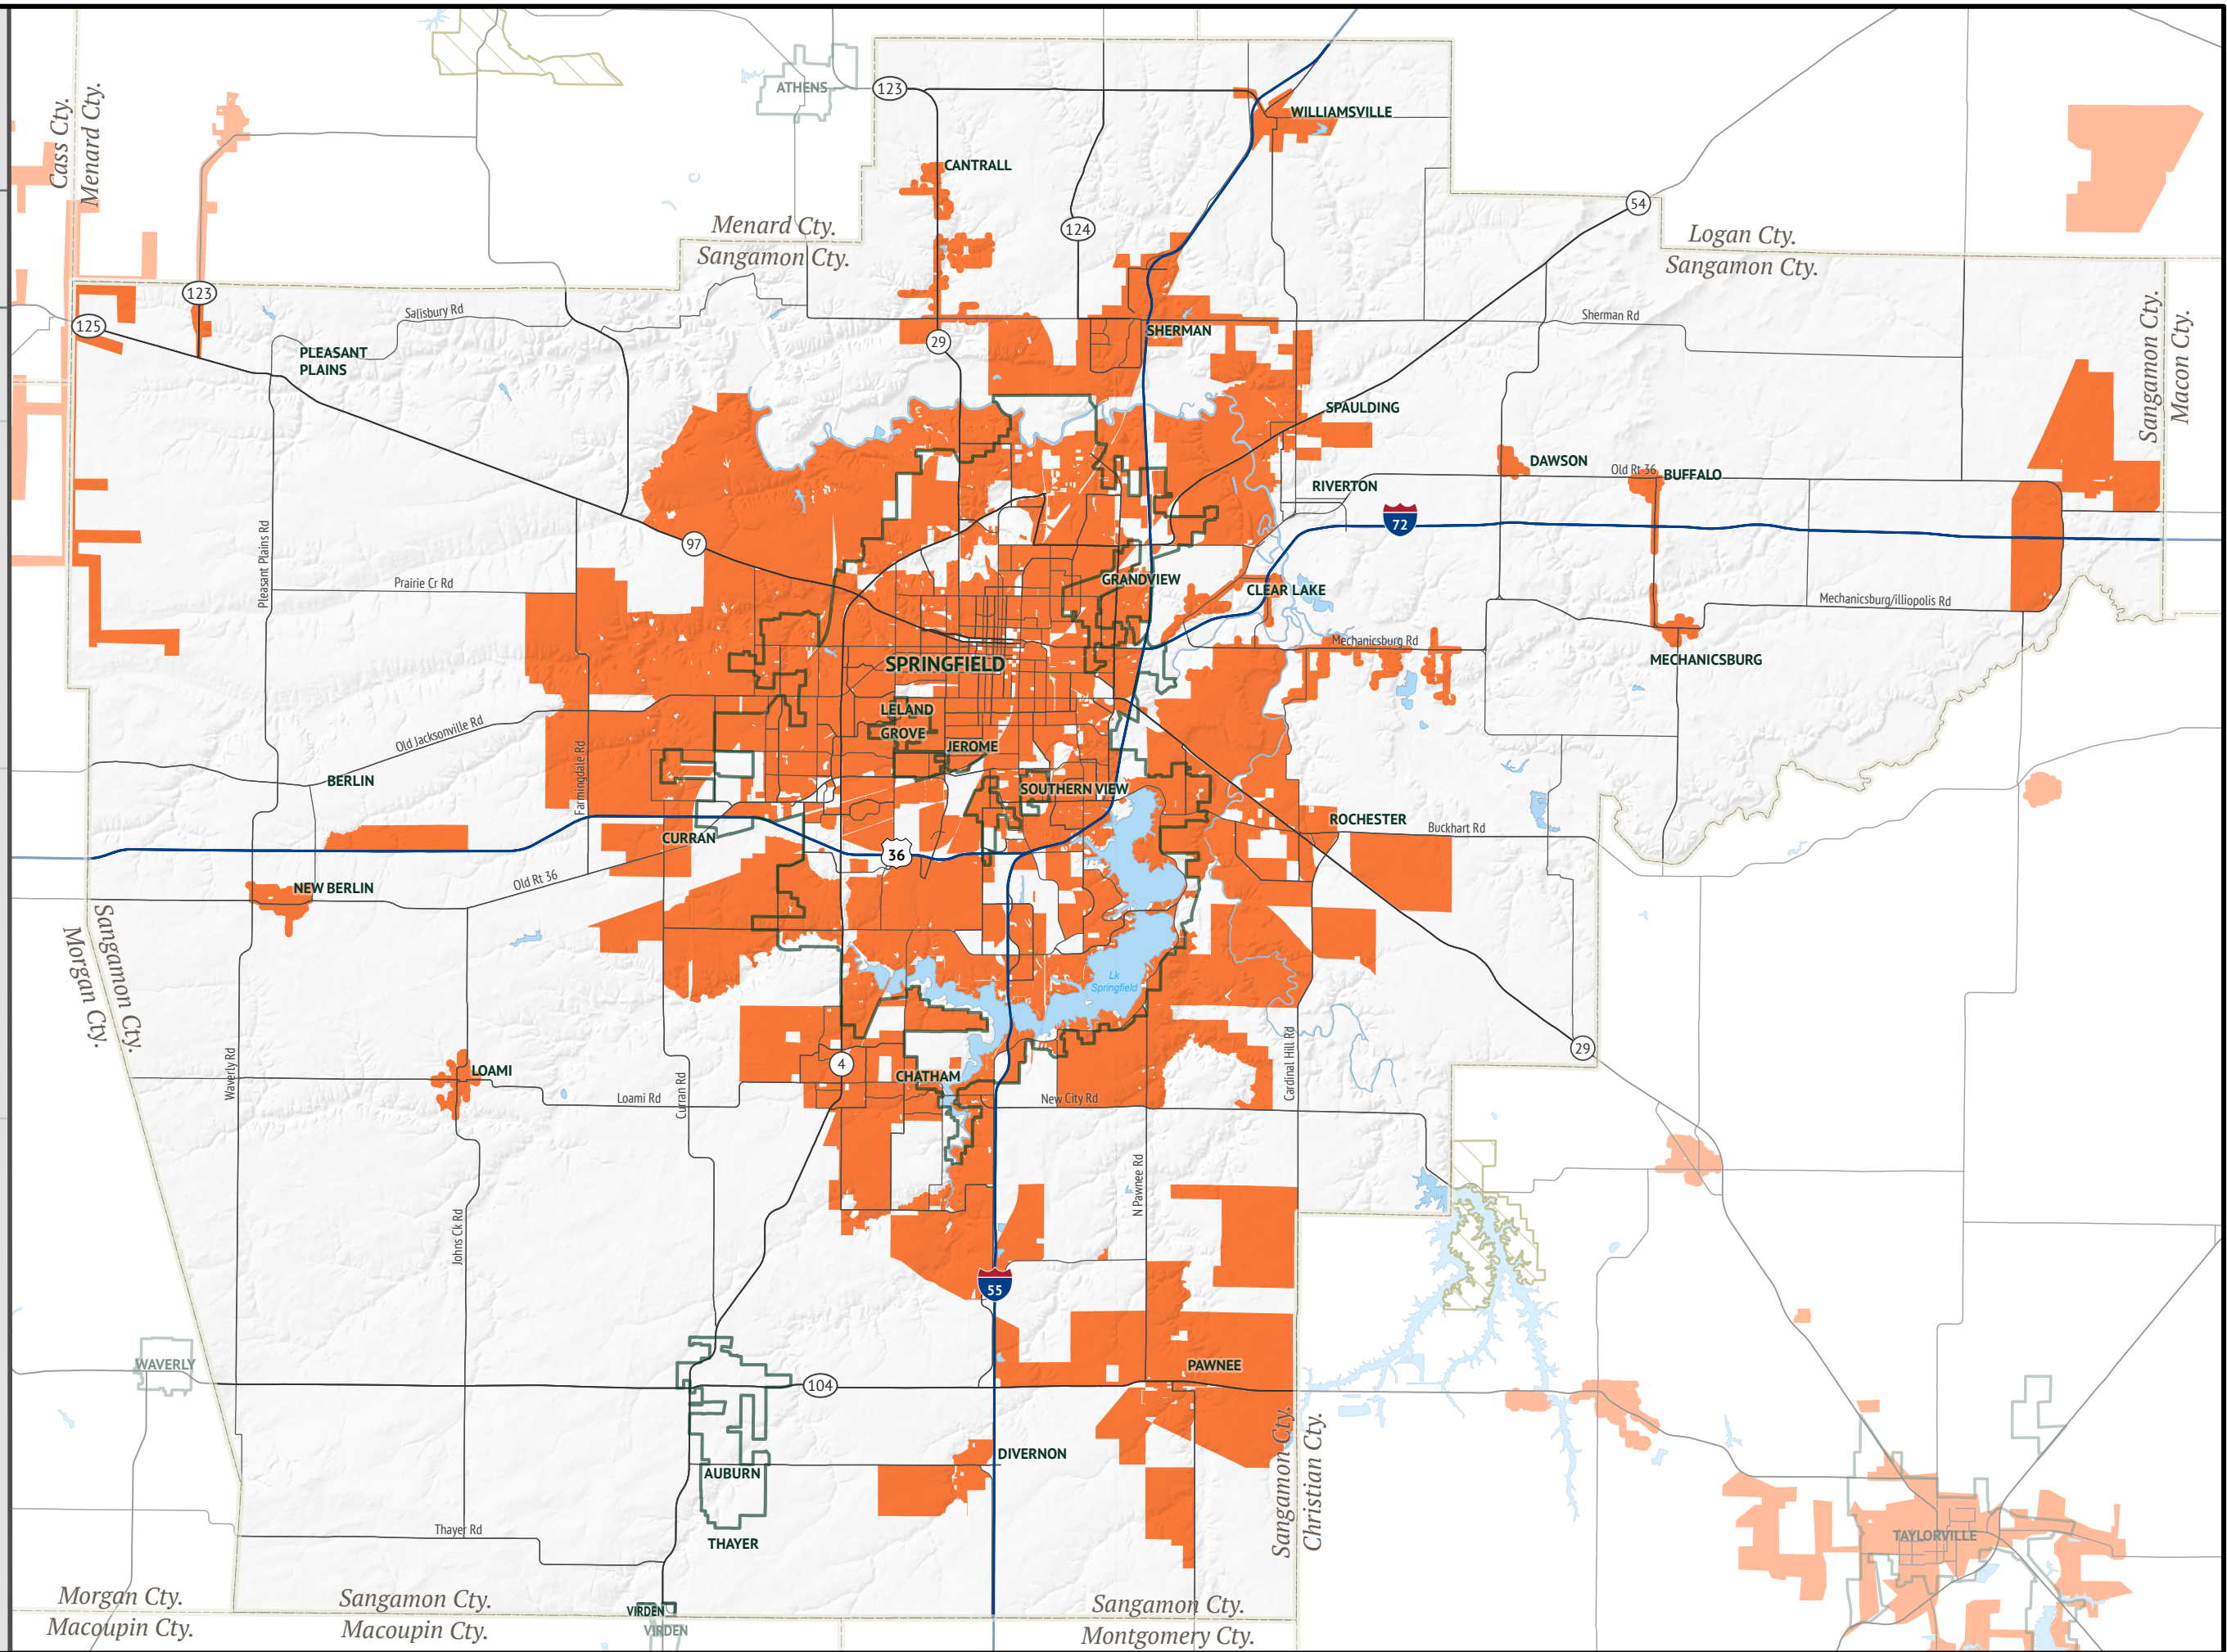 Cass Cty.
Menard Cty.
ATHENS
123
WILLIAMSVILLE
CANTRALL
54
Menard Cty.
Sangamon Cty.
124
Logan Cty.
Sangamon Cty.
123
125
Salisbury Rd
Sherman Rd
SHERMAN
29
PLEASANT
PLAINS
Sangamon Cty.
Macon Cty.
SPAULDING
DAWSON
Old Rt 36
BUFFALO
RIVERTON
72
97
Pleasant Plains Rd
Prairie Cr Rd
GRANDVIEW
CLEAR LAKE
Mechanicsburg/illiopolis Rd
Mechanicsburg Rd
SPRINGFIELD
MECHANICSBURG
LELAND
GROVE
JEROME
Old Jacksonville Rd
Farmingdale Rd
BERLIN
SOUTHERN VIEW
ROCHESTER
Buckhart Rd
CURRAN
36
Old Rt 36
NEW BERLIN
Sangamon Cty.
Morgan Cty.
Lk
Springfield
29
Cardinal Hill Rd
4
LOAMI
CHATHAM
Waverly Rd
Curran Rd
Loami Rd
New City Rd
N Pawnee Rd
Johns Ck Rd
55
WAVERLY
PAWNEE
104
Sangamon Cty.
Christian Cty.
DIVERNON
AUBURN
Thayer Rd
THAYER
TAYLORVILLE
Morgan Cty.
Macoupin Cty.
Sangamon Cty.
Macoupin Cty.
VIRDEN
VIRDEN
Sangamon Cty.
Montgomery Cty.